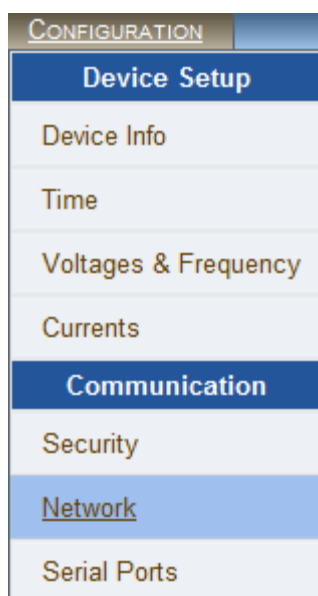 CONFIGURATION
Device Setup
Device Info
Time
Voltages & Frequency
Currents
Communication
Security
Network
Serial Ports